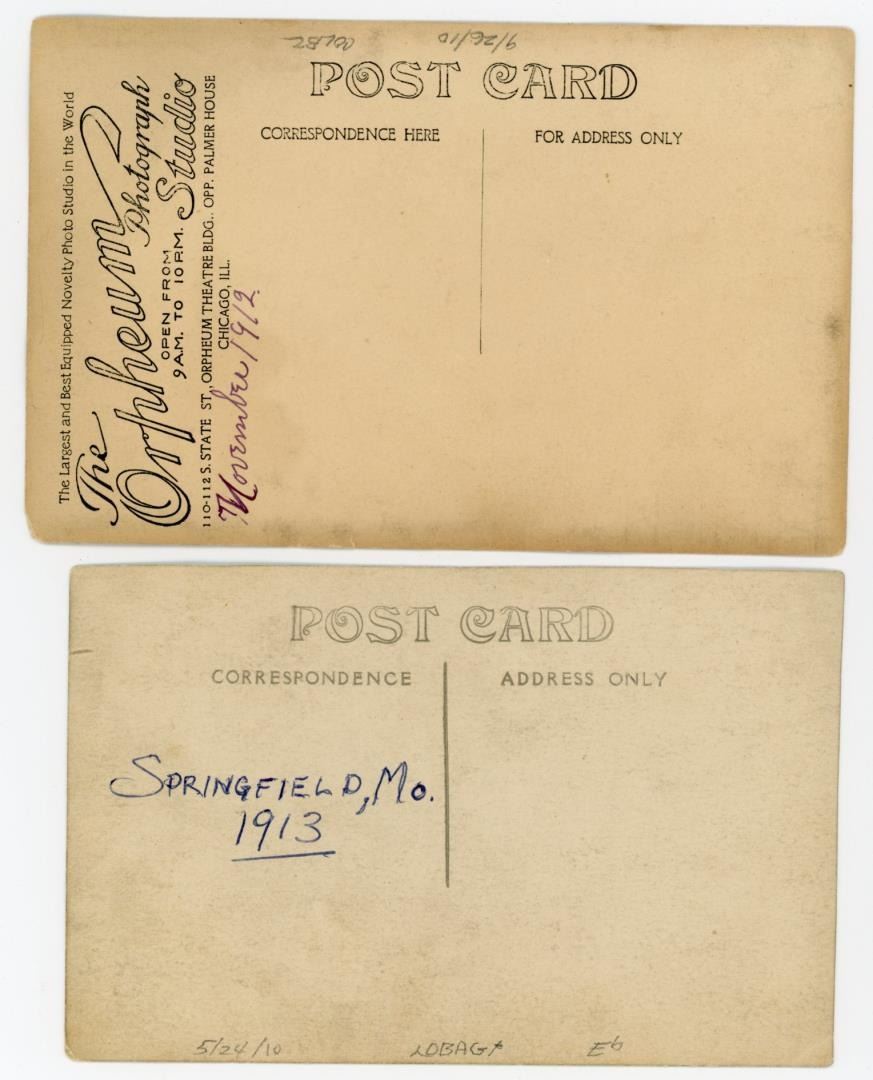 9/26/10
POST CARD
CORRESPONDENCE HERE
FOR ADDRESS ONLY
The Largest and Best Equipped Novelty Photo Studio in the World
The Orpheum Photograph Studio
OPEN FROM
9 A.M. TO 10 P.M.
110-112 S. STATE ST., ORPHEUM THEATRE BLDG., OPP. PALMER HOUSE
CHICAGO, ILL.
November 1912
POST CARD
CORRESPONDENCE
ADDRESS ONLY
SPRINGFIELD, MO.
1913
5/24/10